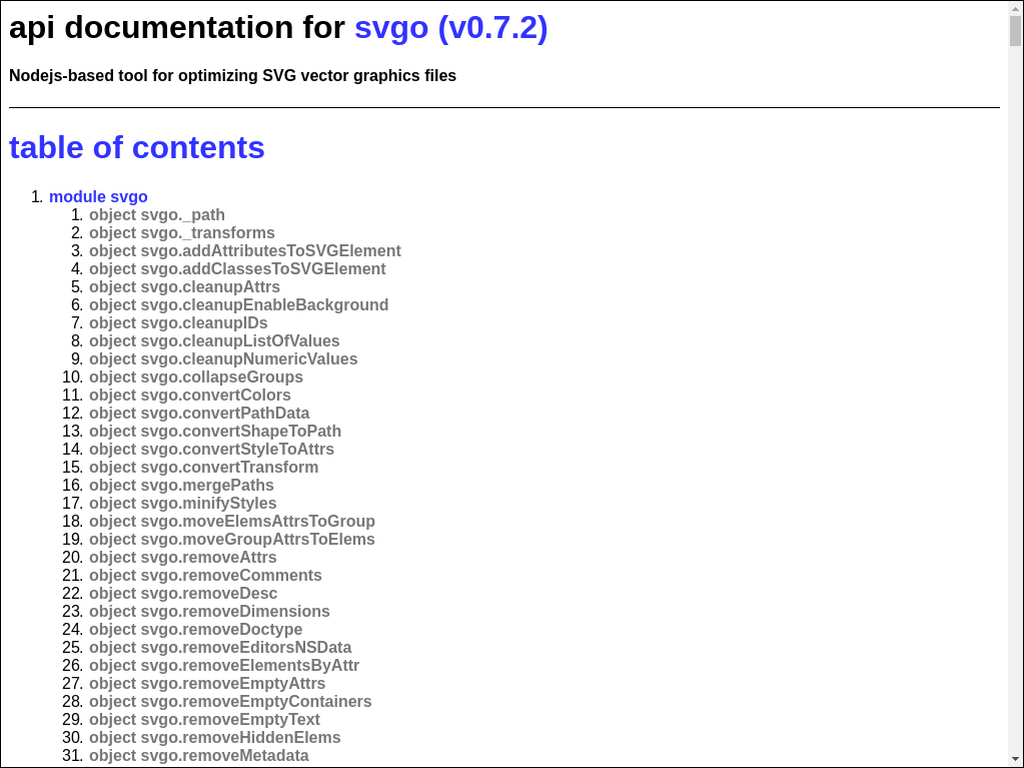 api documentation for svgo (v0.7.2)
Nodejs-based tool for optimizing SVG vector graphics files
table of contents
1. module svgo
1. object svgo._path
2. object svgo._transforms
3. object svgo.addAttributesToSVGElement
4. object svgo.addClassesToSVGElement
5. object svgo.cleanupAttrs
6. object svgo.cleanupEnableBackground
7. object svgo.cleanupIDs
8. object svgo.cleanupListOfValues
9. object svgo.cleanupNumericValues
10. object svgo.collapseGroups
11. object svgo.convertColors
12. object svgo.convertPathData
13. object svgo.convertShapeToPath
14. object svgo.convertStyleToAttrs
15. object svgo.convertTransform
16. object svgo.mergePaths
17. object svgo.minifyStyles
18. object svgo.moveElemsAttrsToGroup
19. object svgo.moveGroupAttrsToElems
20. object svgo.removeAttrs
21. object svgo.removeComments
22. object svgo.removeDesc
23. object svgo.removeDimensions
24. object svgo.removeDoctype
25. object svgo.removeEditorsNSData
26. object svgo.removeElementsByAttr
27. object svgo.removeEmptyAttrs
28. object svgo.removeEmptyContainers
29. object svgo.removeEmptyText
30. object svgo.removeHiddenElems
31. object svgo.removeMetadata